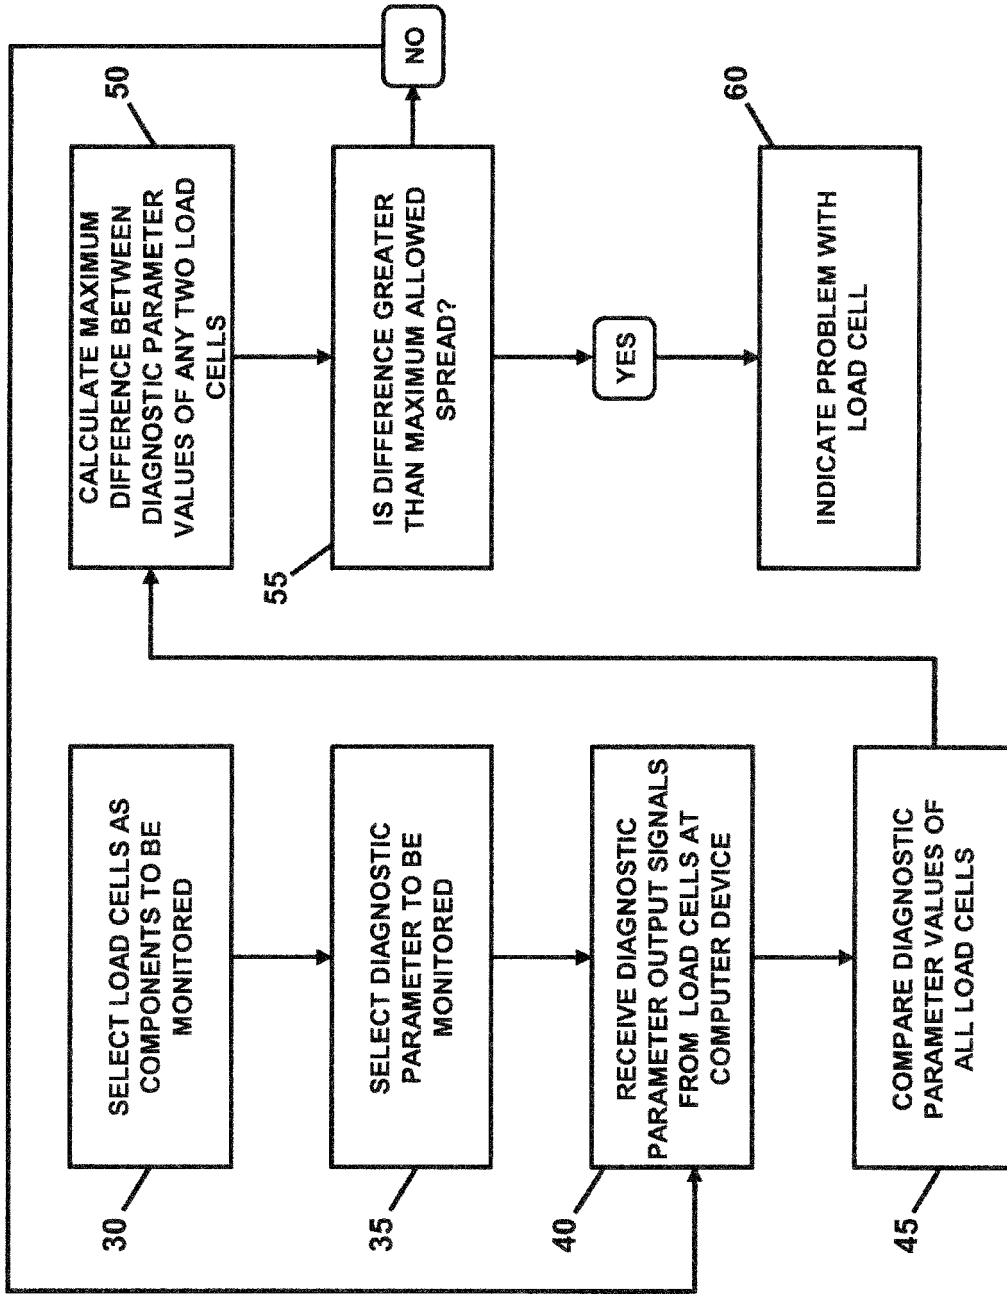 30
SELECT LOAD CELLS AS
COMPONENTS TO BE
MONITORED
35
SELECT DIAGNOSTIC
PARAMETER TO BE
MONITORED
40
RECEIVE DIAGNOSTIC
PARAMETER OUTPUT SIGNALS
FROM LOAD CELLS AT
COMPUTER DEVICE
45
COMPARE DIAGNOSTIC
PARAMETER VALUES OF
ALL LOAD CELLS
50
CALCULATE MAXIMUM
DIFFERENCE BETWEEN
DIAGNOSTIC PARAMETER
VALUES OF ANY TWO LOAD
CELLS
55
IS DIFFERENCE GREATER
THAN MAXIMUM ALLOWED
SPREAD?
NO
YES
60
INDICATE PROBLEM WITH
LOAD CELL